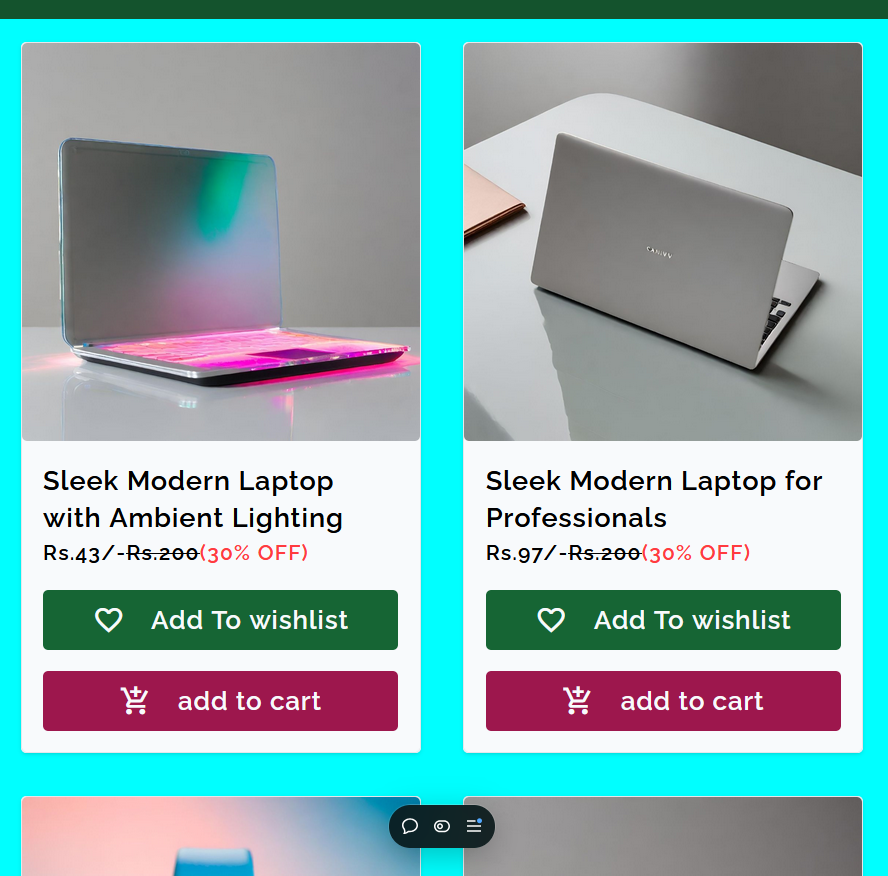 Sleek Modern Laptop
with Ambient Lighting
Rs.43/-Rs.200(30% OFF)
Add To wishlist
add to cart
Sleek Modern Laptop for
Professionals
Rs.97/-Rs.200(30% OFF)
Add To wishlist
add to cart